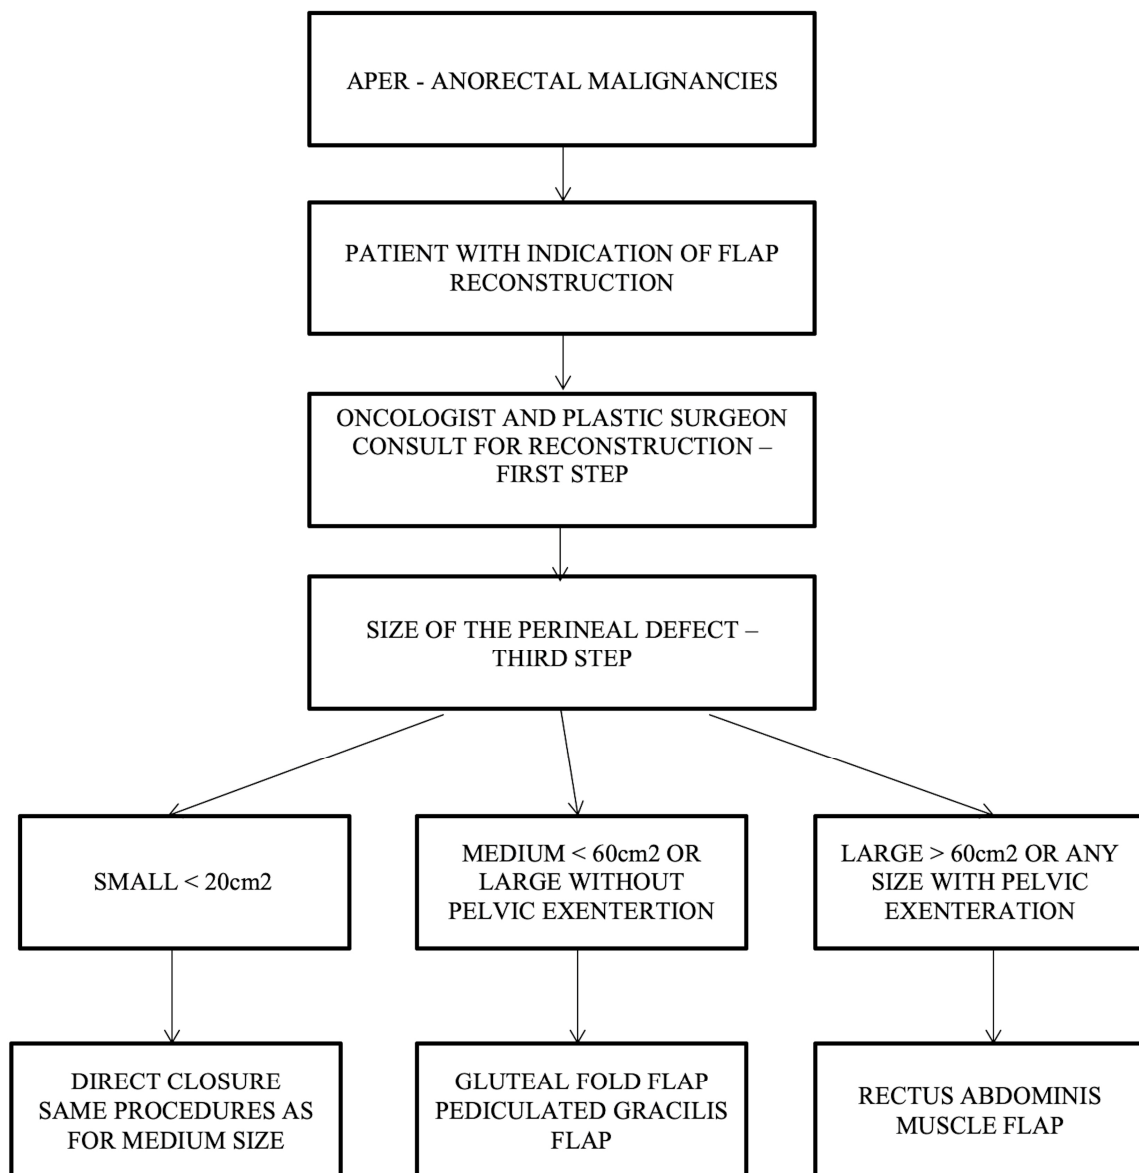 APER - ANORECTAL MALIGNANCIES
PATIENT WITH INDICATION OF FLAP
RECONSTRUCTION
ONCOLOGIST AND PLASTIC SURGEON
CONSULT FOR RECONSTRUCTION –
FIRST STEP
SIZE OF THE PERINEAL DEFECT –
THIRD STEP
SMALL < 20cm2
MEDIUM < 60cm2 OR
LARGE WITHOUT
PELVIC EXENTERTION
LARGE > 60cm2 OR ANY
SIZE WITH PELVIC
EXENTERATION
DIRECT CLOSURE
SAME PROCEDURES AS
FOR MEDIUM SIZE
GLUTEAL FOLD FLAP
PEDICULATED GRACILIS
FLAP
RECTUS ABDOMINIS
MUSCLE FLAP